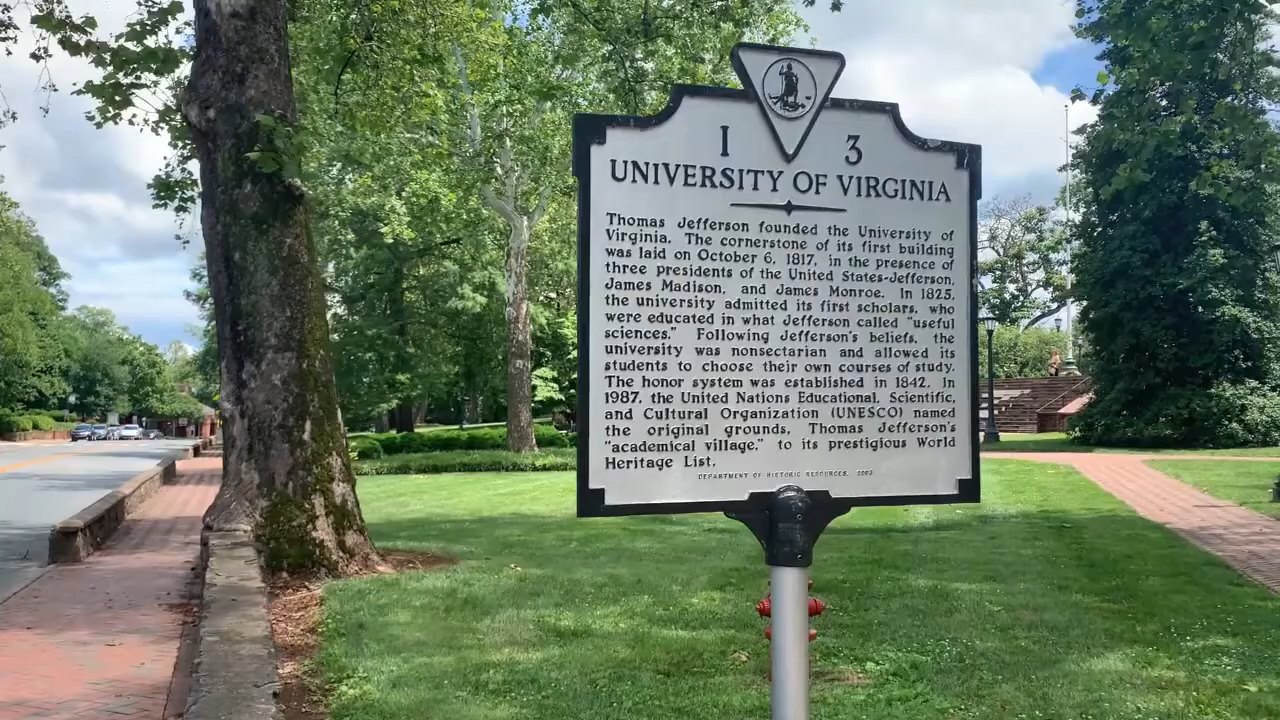 I 3
UNIVERSITY OF VIRGINIA
Thomas Jefferson founded the University of
Virginia. The cornerstone of its first building
was laid on October 6, 1817, in the presence of
three presidents of the United States-Jefferson,
James Madison, and James Monroe. In 1825,
the university admitted its first scholars, who
were educated in what Jefferson called "useful
sciences." Following Jefferson's beliefs, the
university was nonsectarian and allowed its
students to choose their own courses of study.
The honor system was established in 1842. In
1987, the United Nations Educational, Scientific,
and Cultural Organization (UNESCO) named
the original grounds, Thomas Jefferson's
"academical village," to its prestigious World
Heritage List.
DEPARTMENT OF HISTORIC RESOURCES, 2003